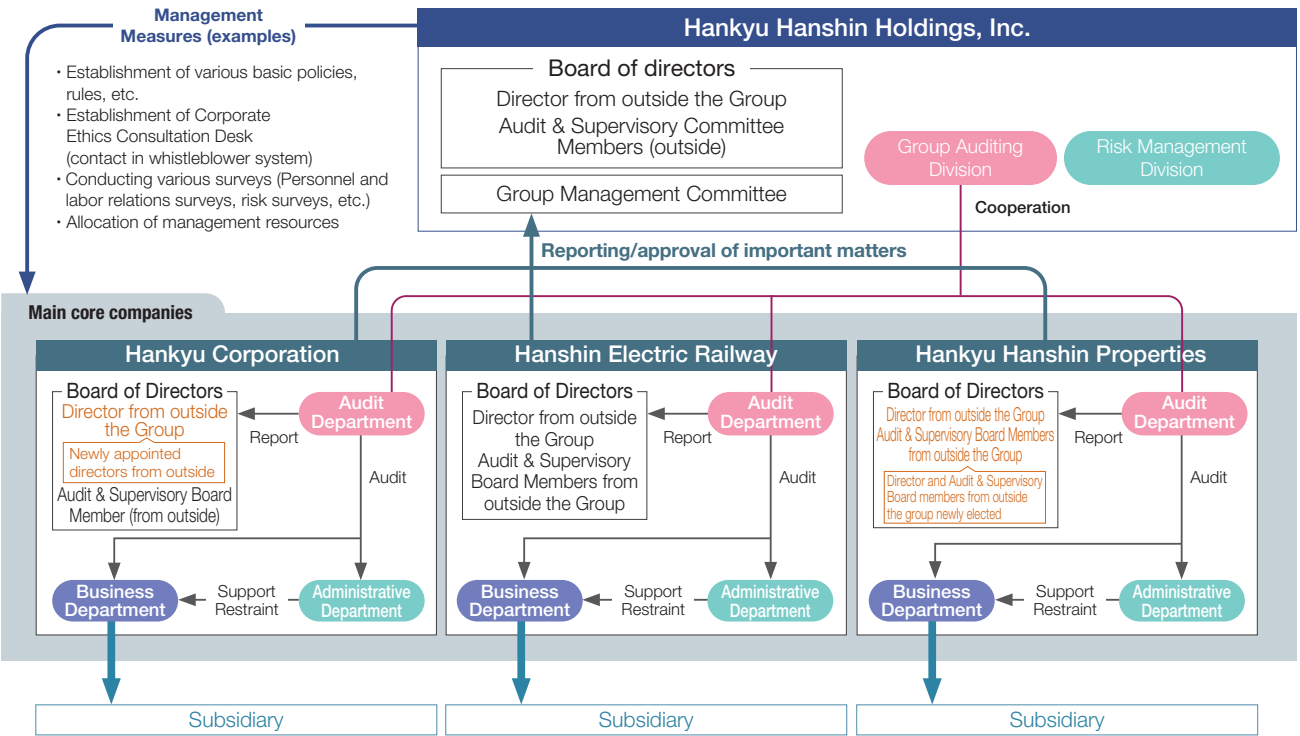 Management
Measures (examples)
・Establishment of various basic policies,
rules, etc.
・Establishment of Corporate
Ethics Consultation Desk
(contact in whistleblower system)
・Conducting various surveys (Personnel and
labor relations surveys, risk surveys, etc.)
・Allocation of management resources
Hankyu Hanshin Holdings, Inc.
Board of directors
Director from outside the Group
Audit & Supervisory Committee
Members (outside)
Group Management Committee
Group Auditing
Division
Risk Management
Division
Cooperation
Reporting/approval of important matters
Main core companies
Hankyu Corporation
Board of Directors
Director from outside
the Group
Newly appointed
directors from outside
Audit & Supervisory Board
Member (from outside)
Report
Audit
Department
Audit
Business
Department
Support
Restraint
Administrative
Department
Subsidiary
Hanshin Electric Railway
Board of Directors
Director from outside
the Group
Audit & Supervisory
Board Members from
outside the Group
Report
Audit
Department
Audit
Business
Department
Support
Restraint
Administrative
Department
Subsidiary
Hankyu Hanshin Properties
Board of Directors
Director from outside the Group
Audit & Supervisory Board Members
from outside the Group
Director and Audit & Supervisory
Board members from outside
the group newly elected
Report
Audit
Department
Audit
Business
Department
Support
Restraint
Administrative
Department
Subsidiary